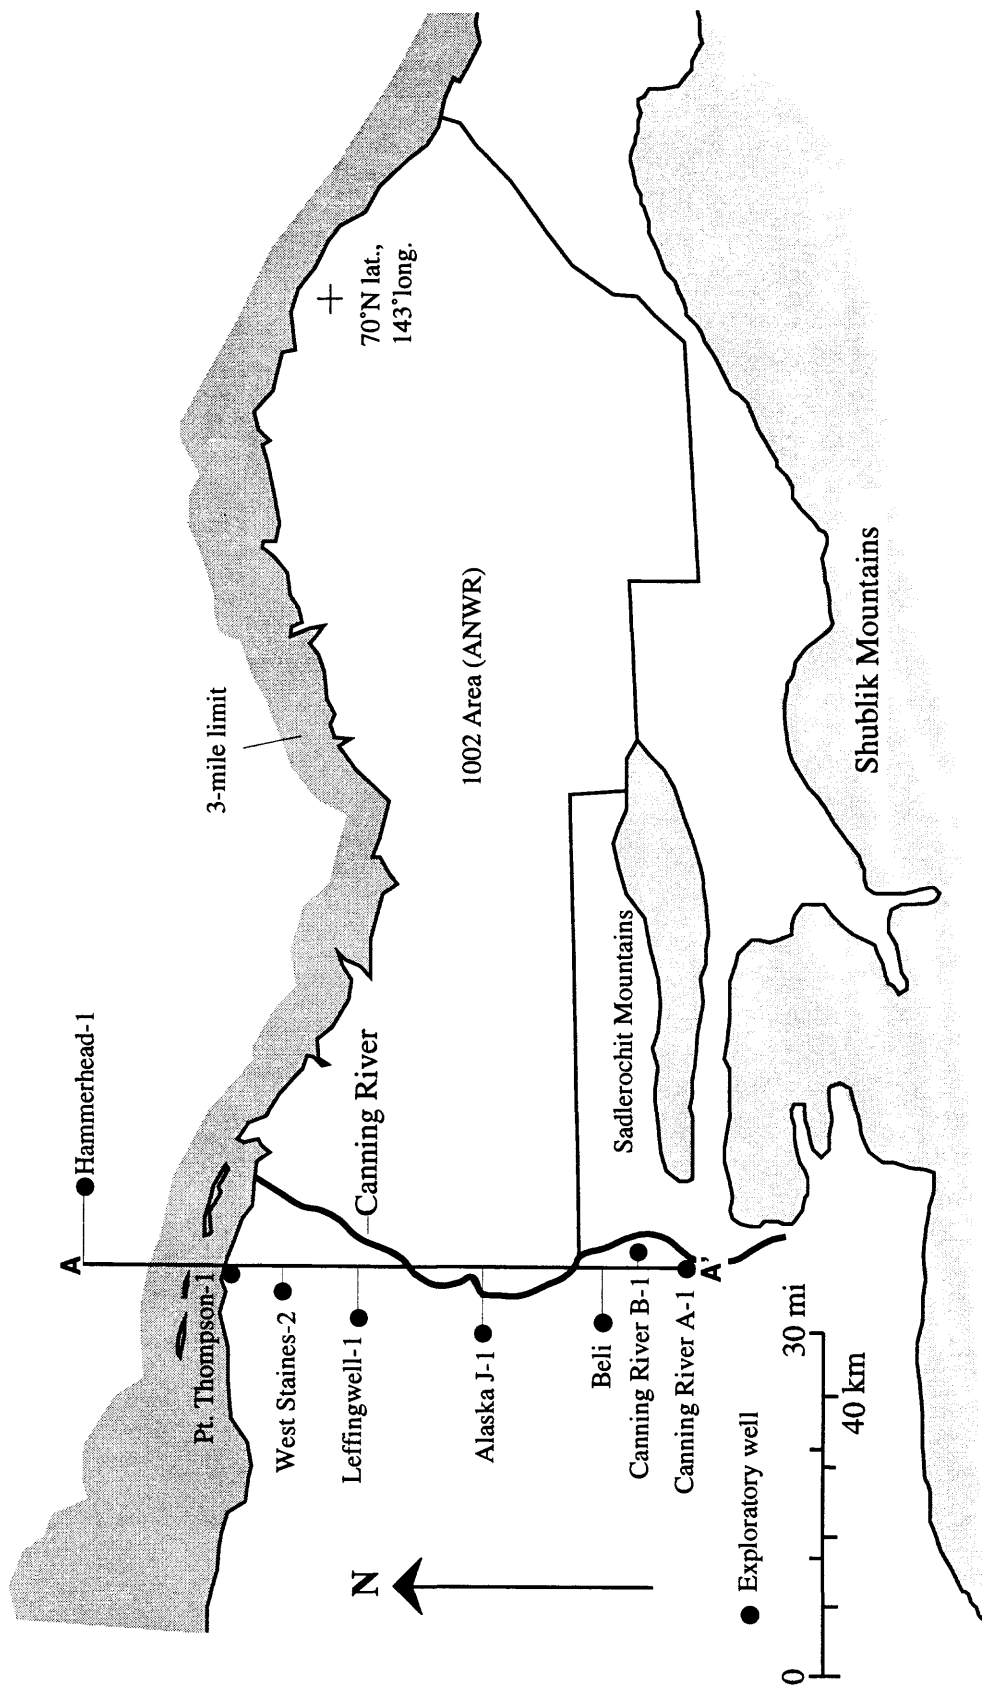 A
Hammerhead-1
Pt. Thompson-1
West Staines-2
Leffingwell-1
Canning River
Alaska J-1
Beli
Canning River B-1
Canning River A-1
A'
3-mile limit
70°N lat.,
143°long.
1002 Area (ANWR)
Sadlerochit Mountains
Shublik Mountains
N
Exploratory well
0
30 mi
40 km